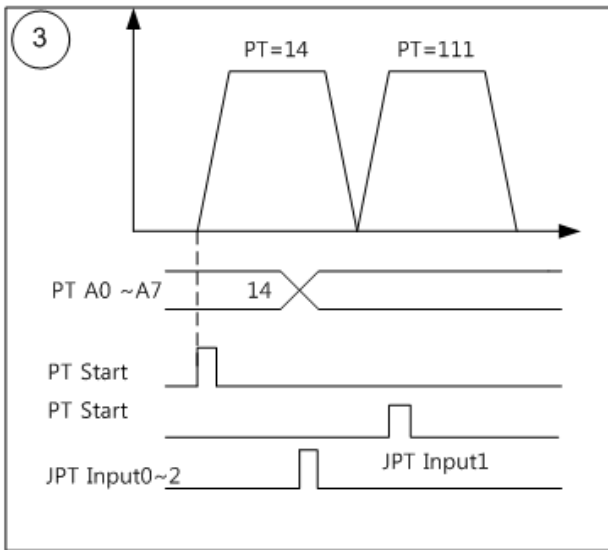 3
PT=14 PT=111
PT A0 ~A7 14
PT Start
PT Start
JPT Input1
JPT Input0~2